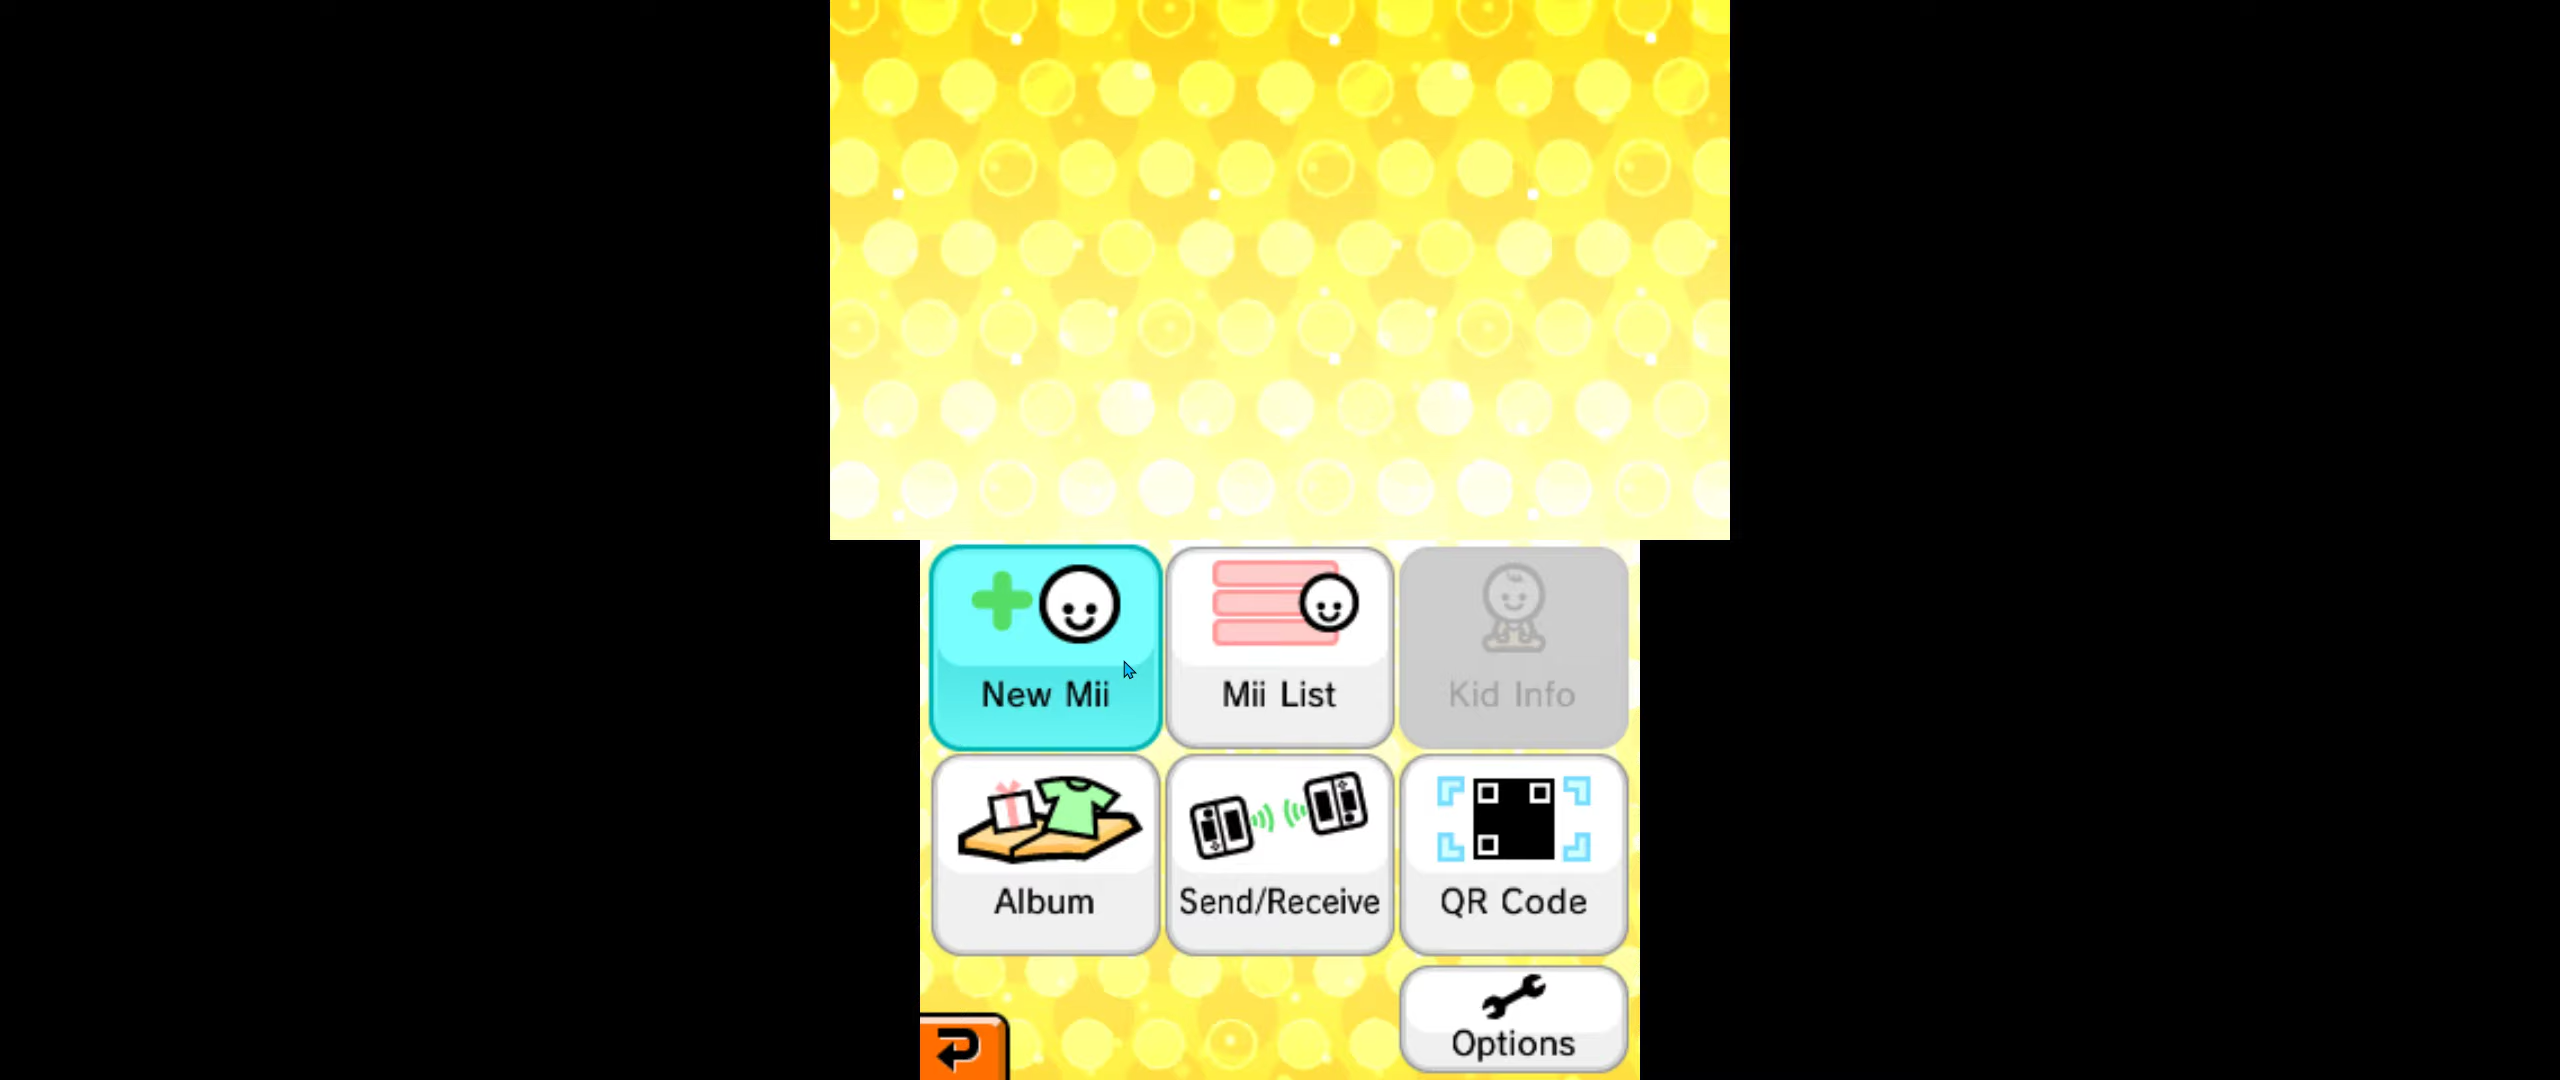 New Mii
Mii List
Kid Info
Album
Send/Receive
QR Code
Options